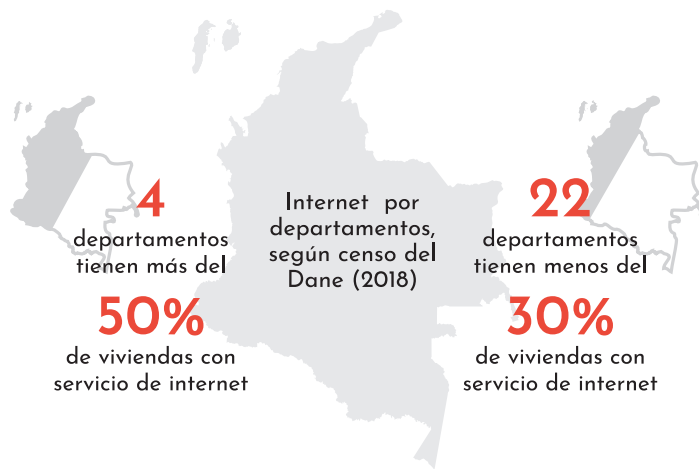 Internet por
departamentos,
según censo del
Dane (2018)
4
departamentos
tienen más del
50%
de viviendas con
servicio de internet
22
departamentos
tienen menos del
30%
de viviendas con
servicio de internet